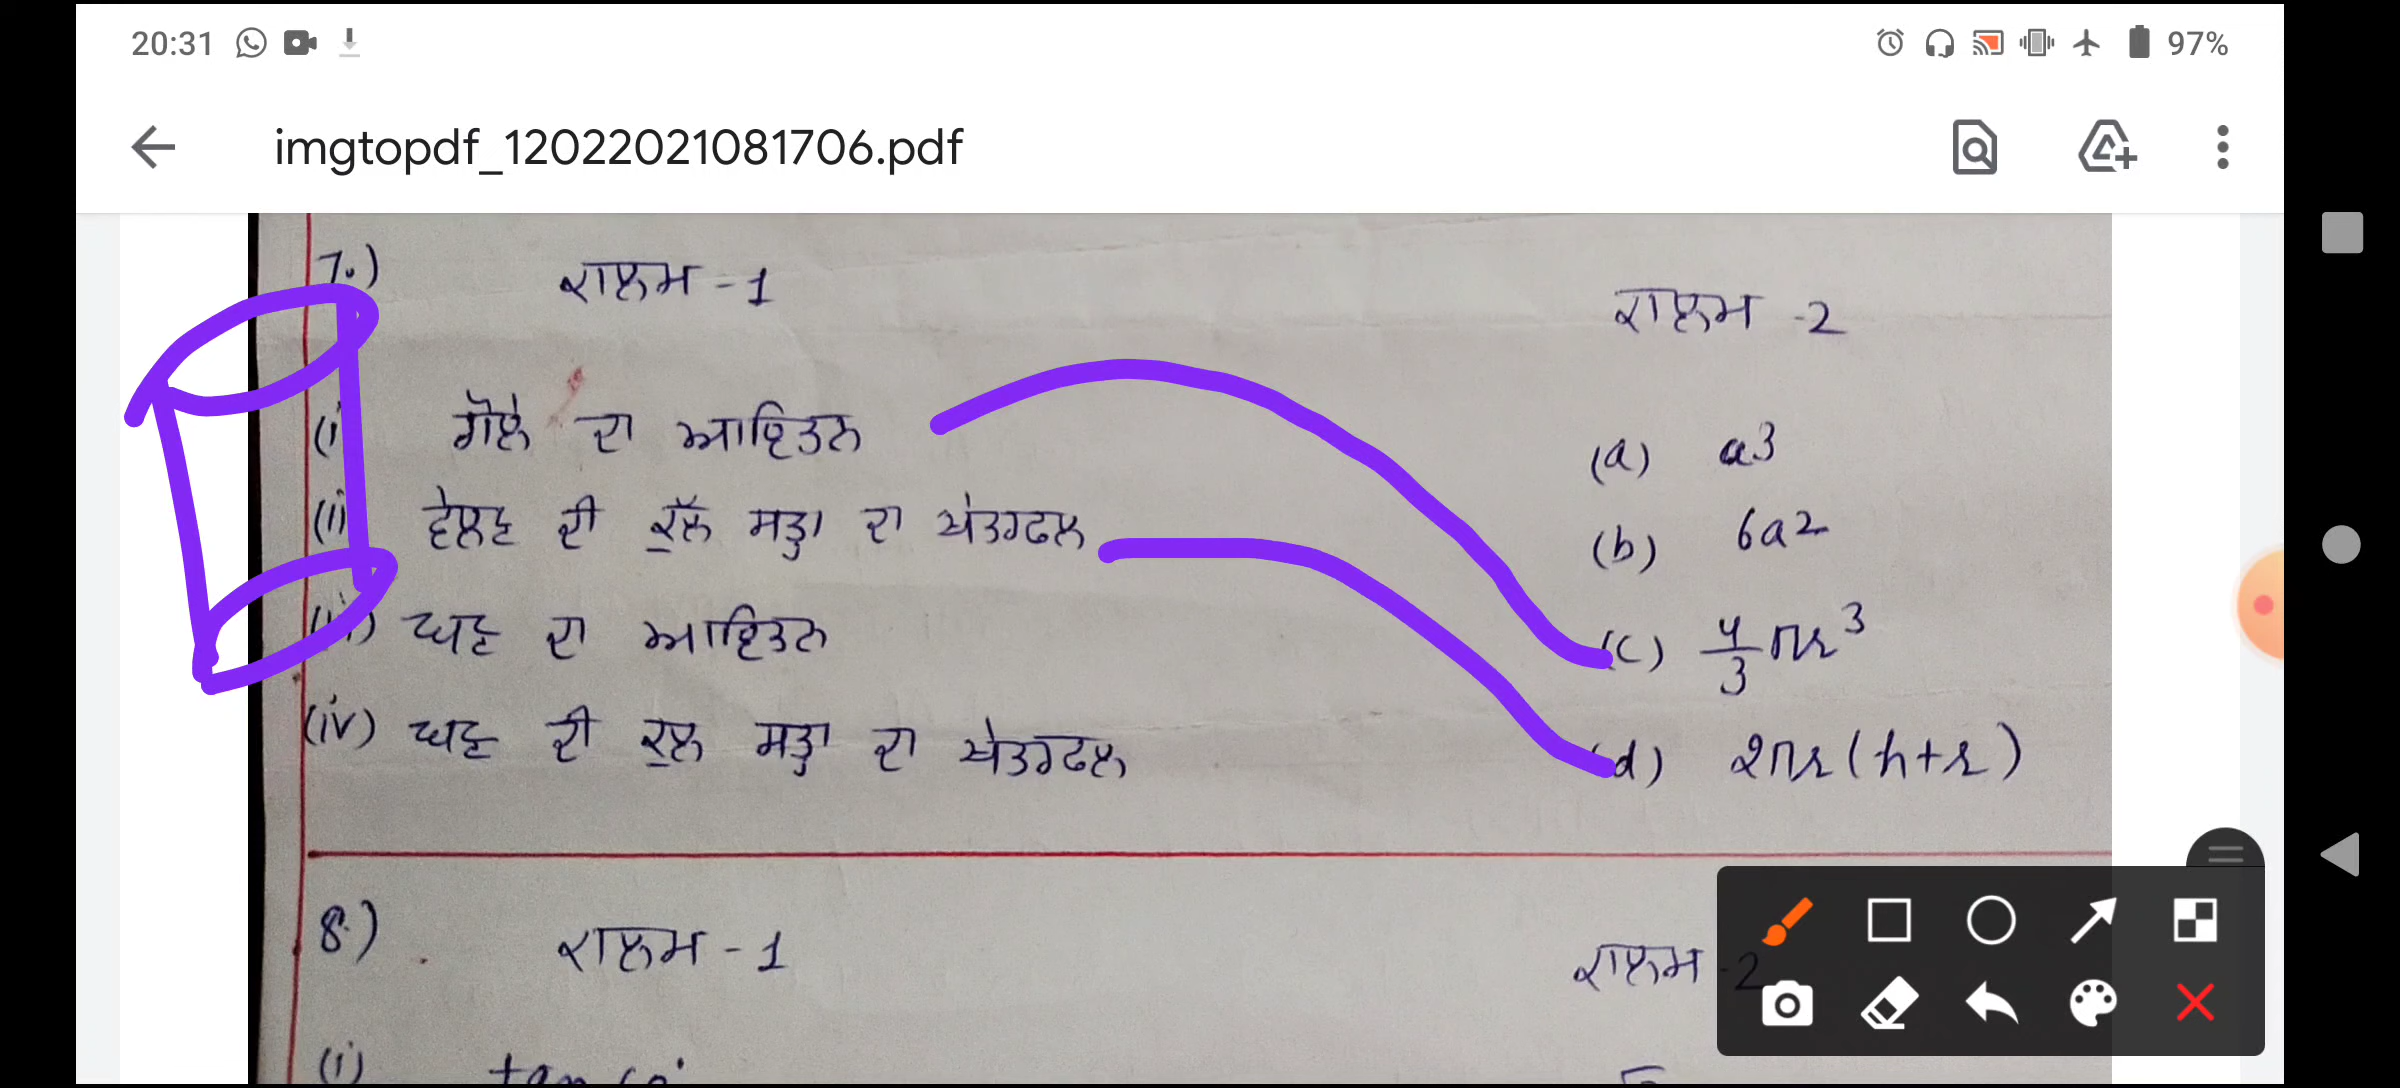 20:31 97%
imgtopdf_12022021081706.pdf
7.) ਕਾਲਮ -1 ਕਾਲਮ -2
(i ਗੋਲੇ ਦਾ ਆਇਤਨ (a) a3
(ii) ਵੇਲਣ ਦੀ ਕੁੱਲ ਸਤ੍ਹਾ ਦਾ ਖੇਤਰਫਲ (b) 6a2
(iii) ਘਣ ਦਾ ਆਇਤਨ (c) 4/3 πr³
(iv) ਘਣ ਦੀ ਕੁਲ ਸਤ੍ਹਾ ਦਾ ਖੇਤਰਫਲ (d) 2πr(h+r)
8.) ਕਾਲਮ -1 ਕਾਲਮ -2
(i) tan